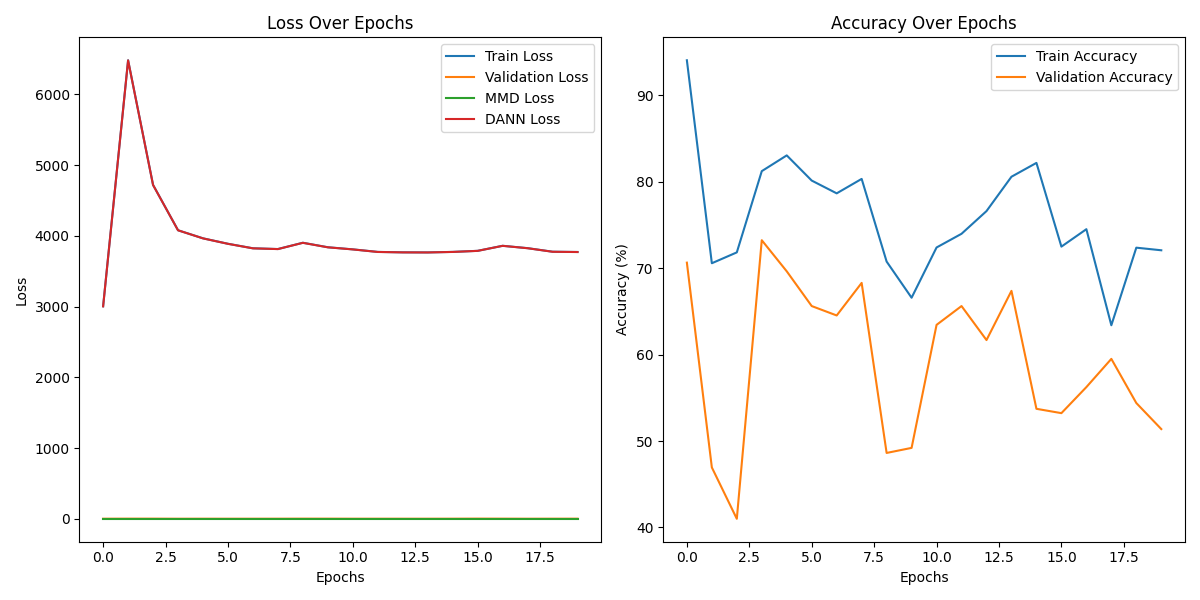 Loss Over Epochs
Train Loss
Validation Loss
MMD Loss
DANN Loss
6000
5000
4000
3000
2000
1000
0
Loss
0.0 2.5 5.0 7.5 10.0 12.5 15.0 17.5
Epochs
Accuracy Over Epochs
Train Accuracy
Validation Accuracy
90
80
70
60
50
40
Accuracy (%)
0.0 2.5 5.0 7.5 10.0 12.5 15.0 17.5
Epochs